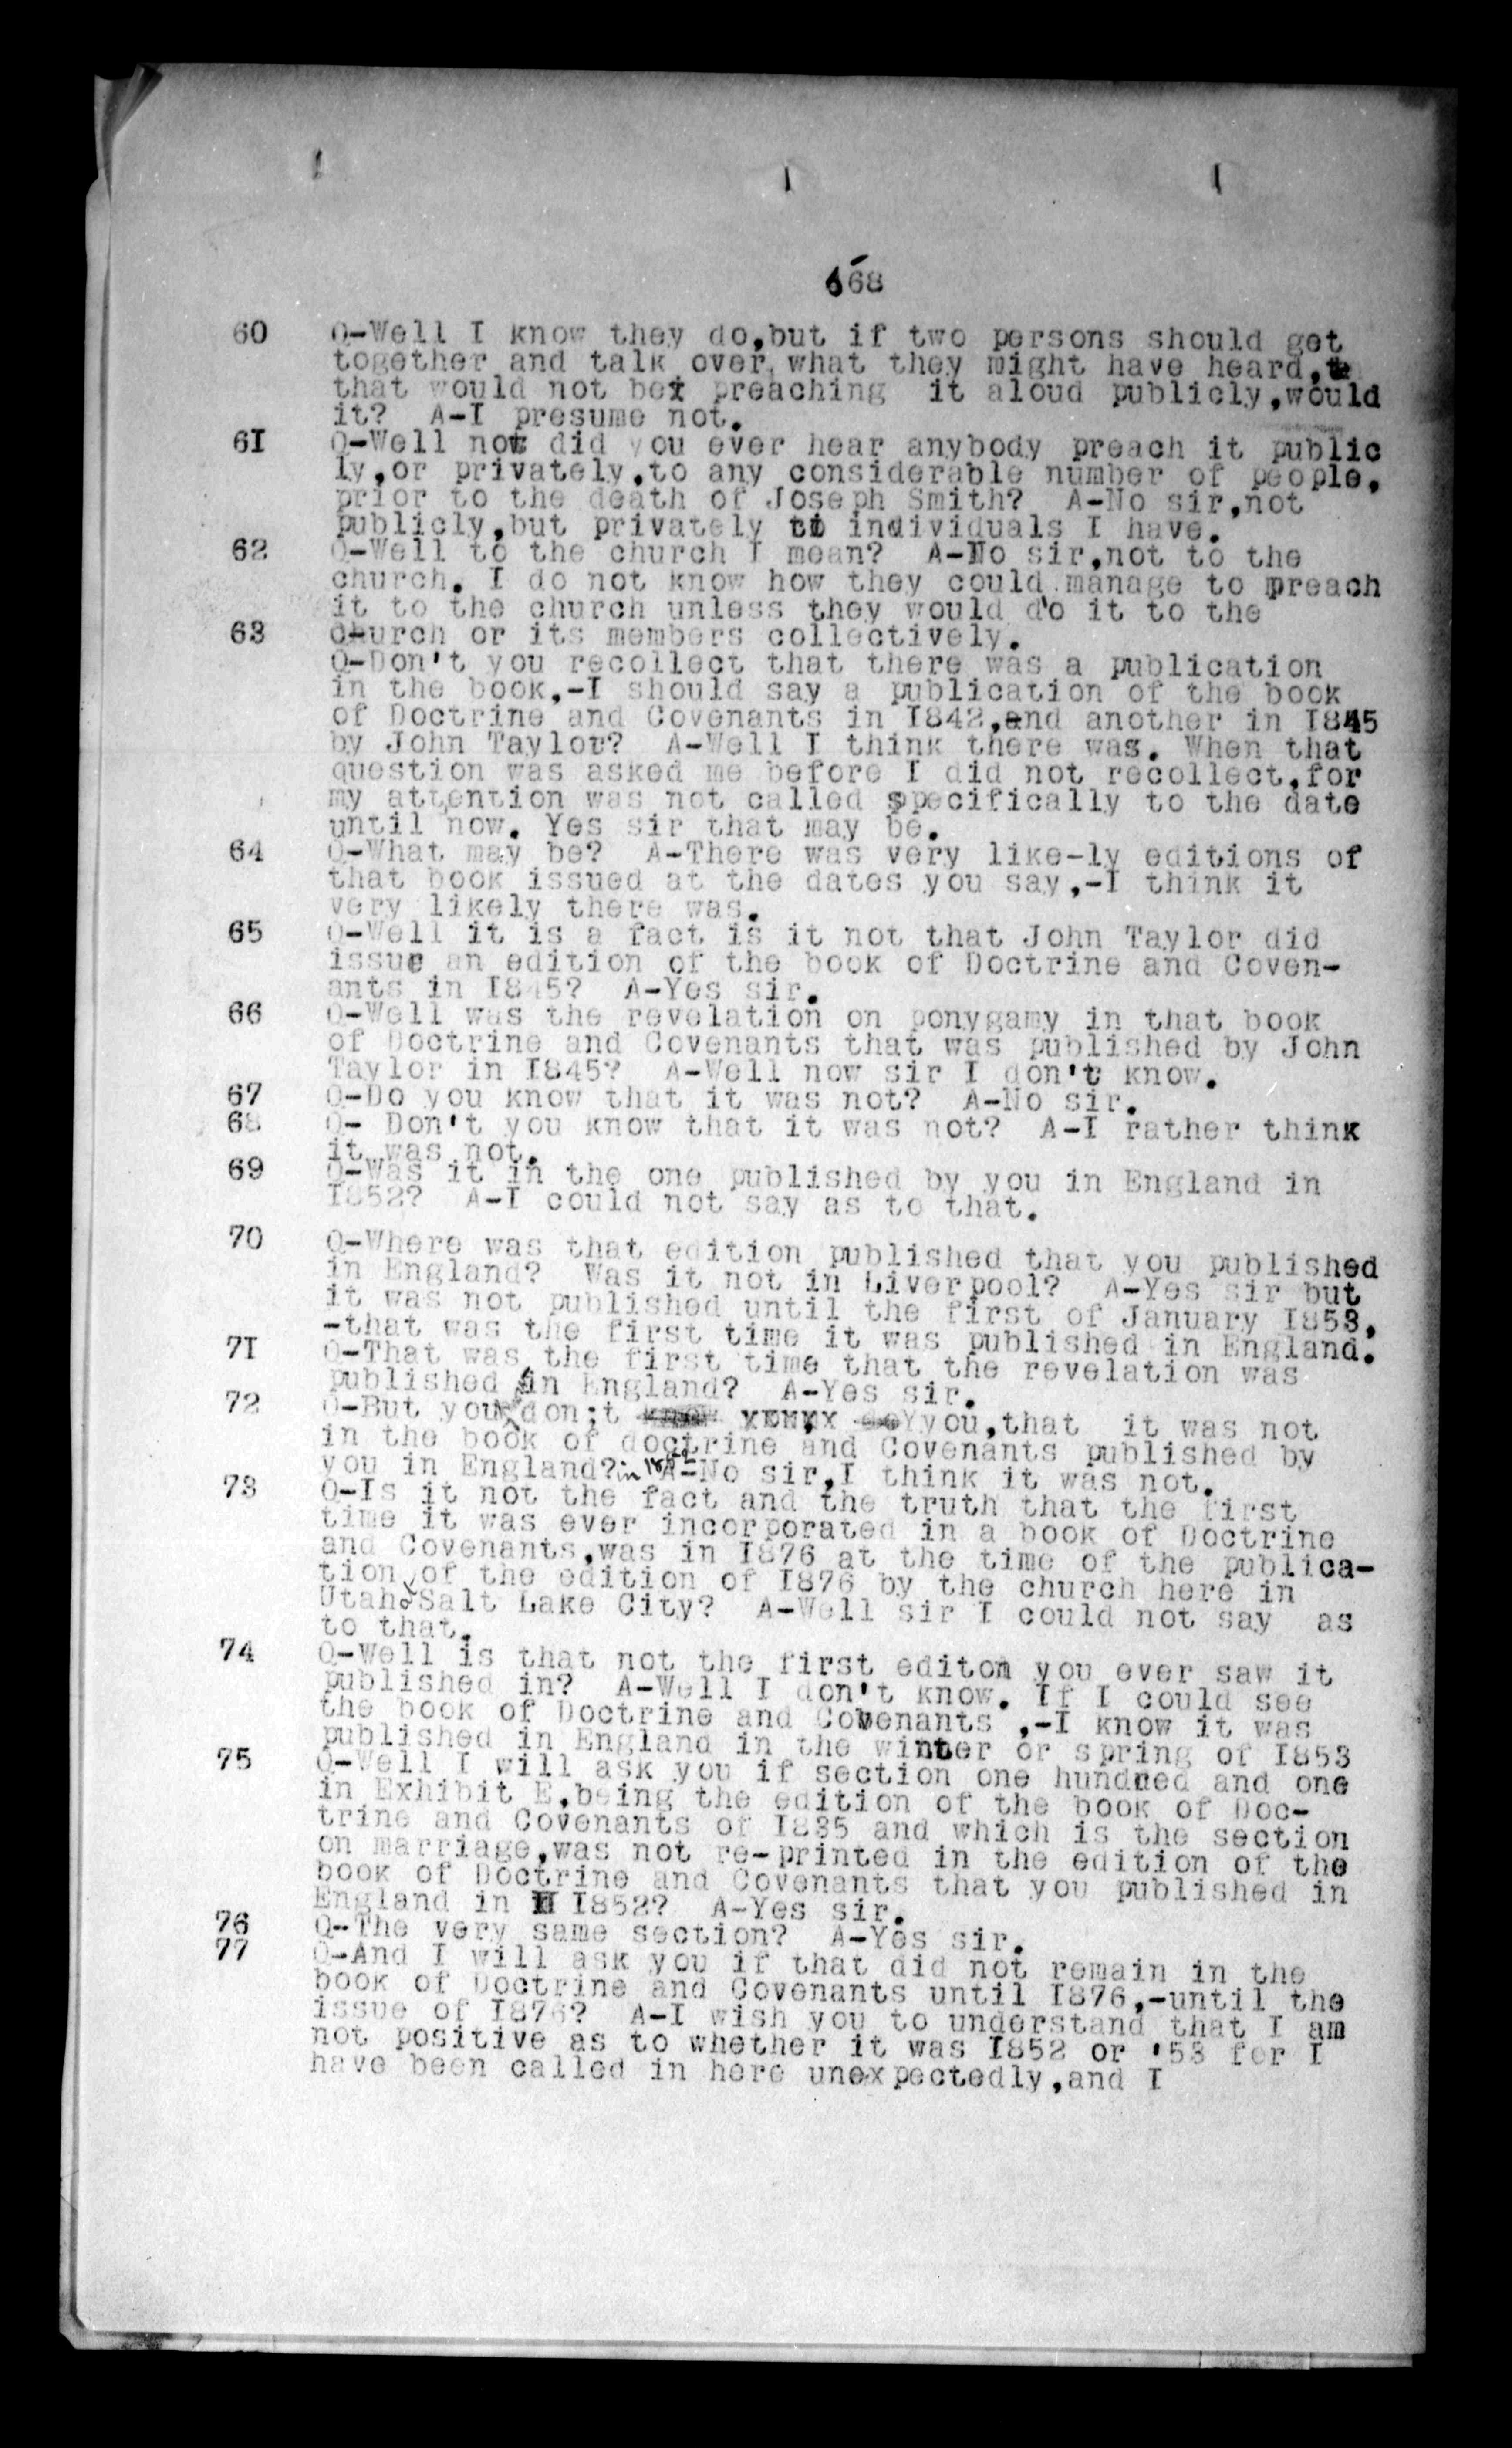 668
60 Q-Well I know they do,but if two persons should get
together and talk over what they might have heard,
that would not be preaching it aloud publicly,would
it? A-I presume not.
61 Q-Well not did you ever hear anybody preach it public
ly,or privately,to any considerable number of people,
prior to the death of Joseph Smith? A-No sir,not
publicly,but privately to individuals I have.
62 Q-Well to the church I mean? A-No sir,not to the
church. I do not know how they could manage to preach
it to the church unless they would do it to the
63 church or its members collectively.
Q-Don't you recollect that there was a publication
in the book,-I should say a publication of the book
of Doctrine and Covenants in I842,and another in I845
by John Taylor? A-Well I think there was. When that
question was asked me before I did not recollect,for
my attention was not called specifically to the date
until now. Yes sir that may be.
64 Q-What may be? A-There was very like-ly editions of
that book issued at the dates you say,-I think it
very likely there was.
65 Q-Well it is a fact is it not that John Taylor did
issue an edition of the book of Doctrine and Coven-
ants in I845? A-Yes sir.
66 Q-Well was the revelation on ponygamy in that book
of Doctrine and Covenants that was published by John
Taylor in I845? A-Well now sir I don't know.
67 Q-Do you know that it was not? A-No sir.
68 Q- Don't you know that it was not? A-I rather think
it was not.
69 Q-Was it in the one published by you in England in
I852? A-I could not say as to that.
70 Q-Where was that edition published that you published
in England? Was it not in Liverpool? A-Yes sir but
it was not published until the first of January I853,
-that was the first time it was published in England.
71 Q-That was the first time that the revelation was
published in England? A-Yes sir.
72 Q-But you don;t know you,that it was not
in the book of doctrine and Covenants published by
you in England? in A-No sir,I think it was not.
73 Q-Is it not the fact and the truth that the first
time it was ever incorporated in a book of Doctrine
and Covenants,was in I876 at the time of the publica-
tion of the edition of I876 by the church here in
Utah Salt Lake City? A-Well sir I could not say as
to that.
74 Q-Well is that not the first editon you ever saw it
published in? A-Well I don't know. If I could see
the book of Doctrine and Covenants ,-I know it was
published in England in the winter or spring of I853
75 Q-Well I will ask you if section one hundred and one
in Exhibit E,being the edition of the book of Doc-
trine and Covenants of I835 and which is the section
on marriage,was not re-printed in the edition of the
book of Doctrine and Covenants that you published in
England in I852? A-Yes sir.
76 Q-The very same section? A-Yes sir.
77 Q-And I will ask you if that did not remain in the
book of Doctrine and Covenants until I876,-until the
issue of I876? A-I wish you to understand that I am
not positive as to whether it was I852 or '53 for I
have been called in here unexpectedly,and I